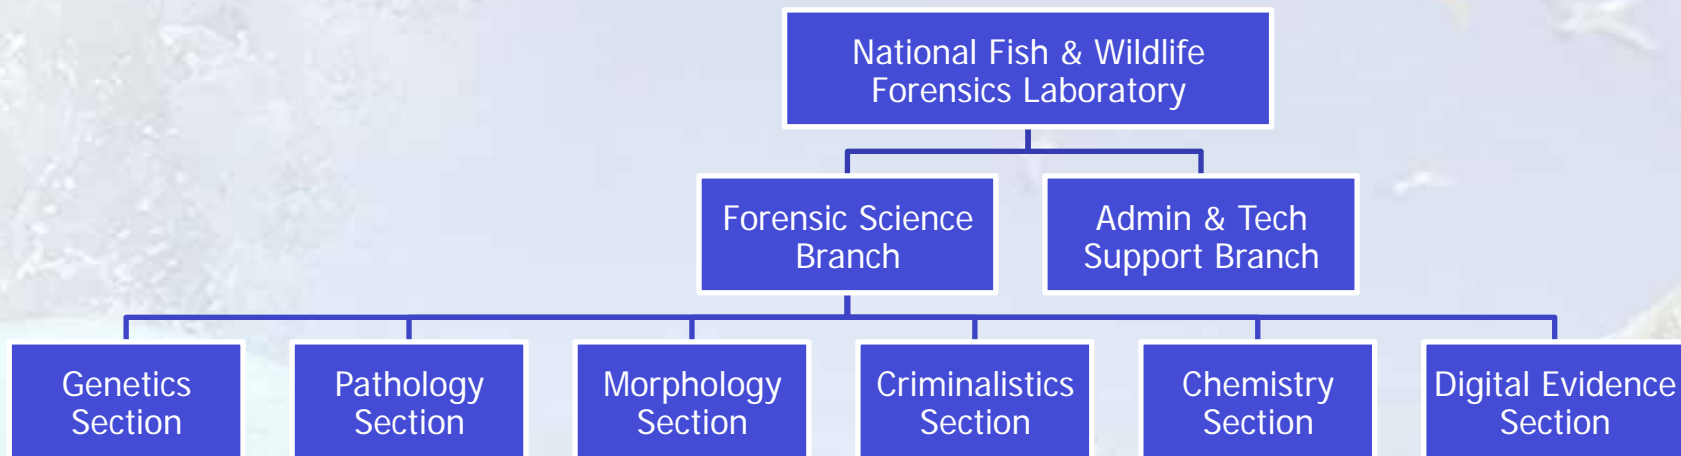 National Fish & Wildlife
Forensics Laboratory
Forensic Science
Branch
Admin & Tech
Support Branch
Genetics
Section
Pathology
Section
Morphology
Section
Criminalistics
Section
Chemistry
Section
Digital Evidence
Section